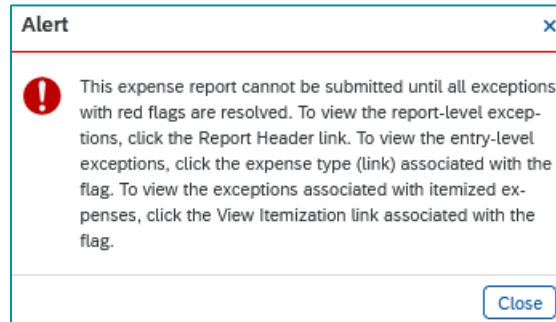 Alert
This expense report cannot be submitted until all exceptions
with red flags are resolved. To view the report-level excep-
tions, click the Report Header link. To view the entry-level
exceptions, click the expense type (link) associated with the
flag. To view the exceptions associated with itemized ex-
penses, click the View Itemization link associated with the
flag.
Close